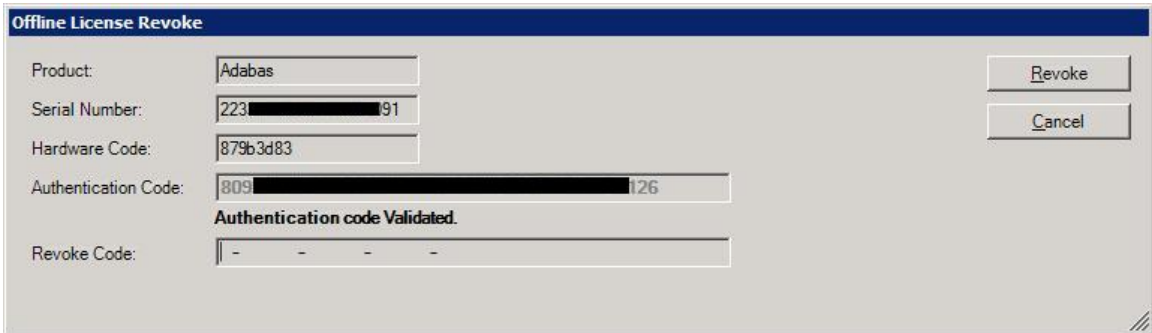 Offline License Revoke
Product: Adabas Revoke
Serial Number: 223 91 Cancel
Hardware Code: 879b3d83
Authentication Code: 809 126
Authentication code Validated.
Revoke Code: - - - -